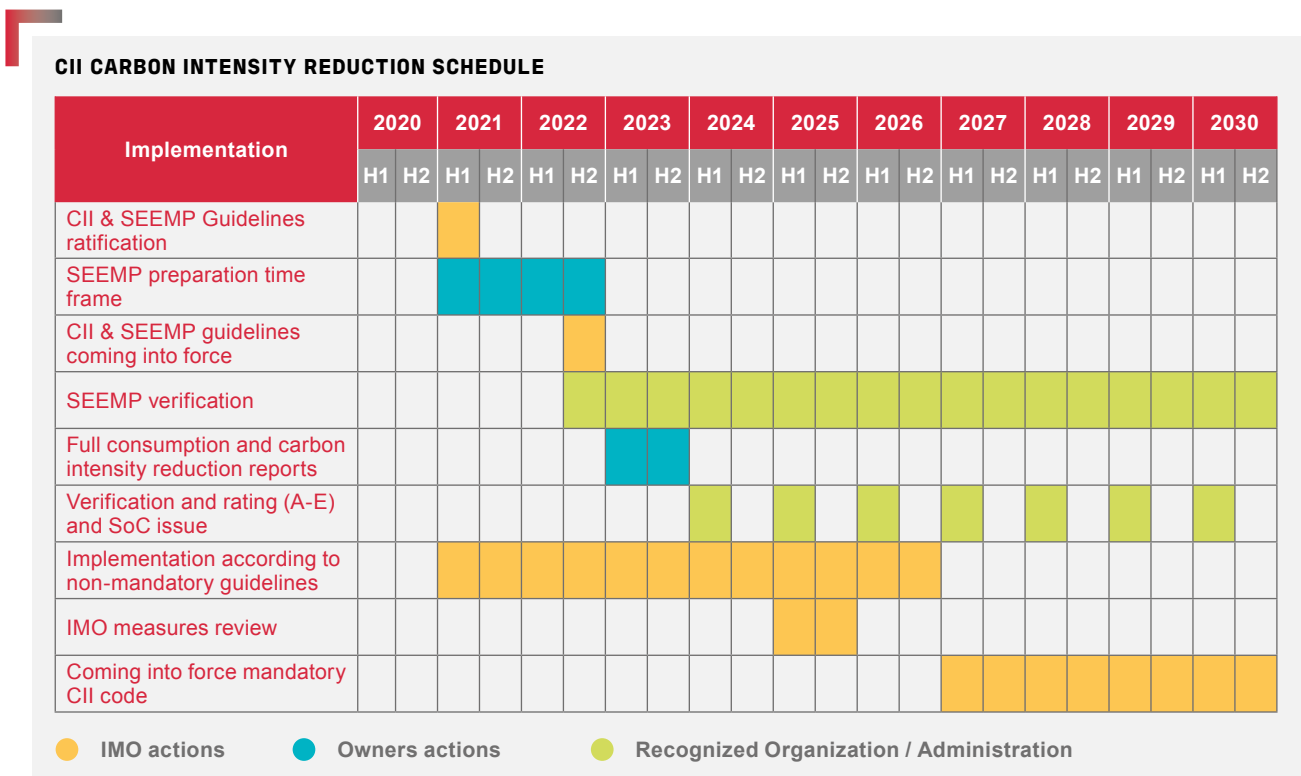 CII CARBON INTENSITY REDUCTION SCHEDULE
Implementation 2020 2021 2022 2023 2024 2025 2026 2027 2028 2029 2030
H1 H2 H1 H2 H1 H2 H1 H2 H1 H2 H1 H2 H1 H2 H1 H2 H1 H2 H1 H2 H1 H2
CII & SEEMP Guidelines
ratification
SEEMP preparation time
frame
CII & SEEMP guidelines
coming into force
SEEMP verification
Full consumption and carbon
intensity reduction reports
Verification and rating (A-E)
and SoC issue
Implementation according to
non-mandatory guidelines
IMO measures review
Coming into force mandatory
CII code
IMO actions Owners actions Recognized Organization / Administration